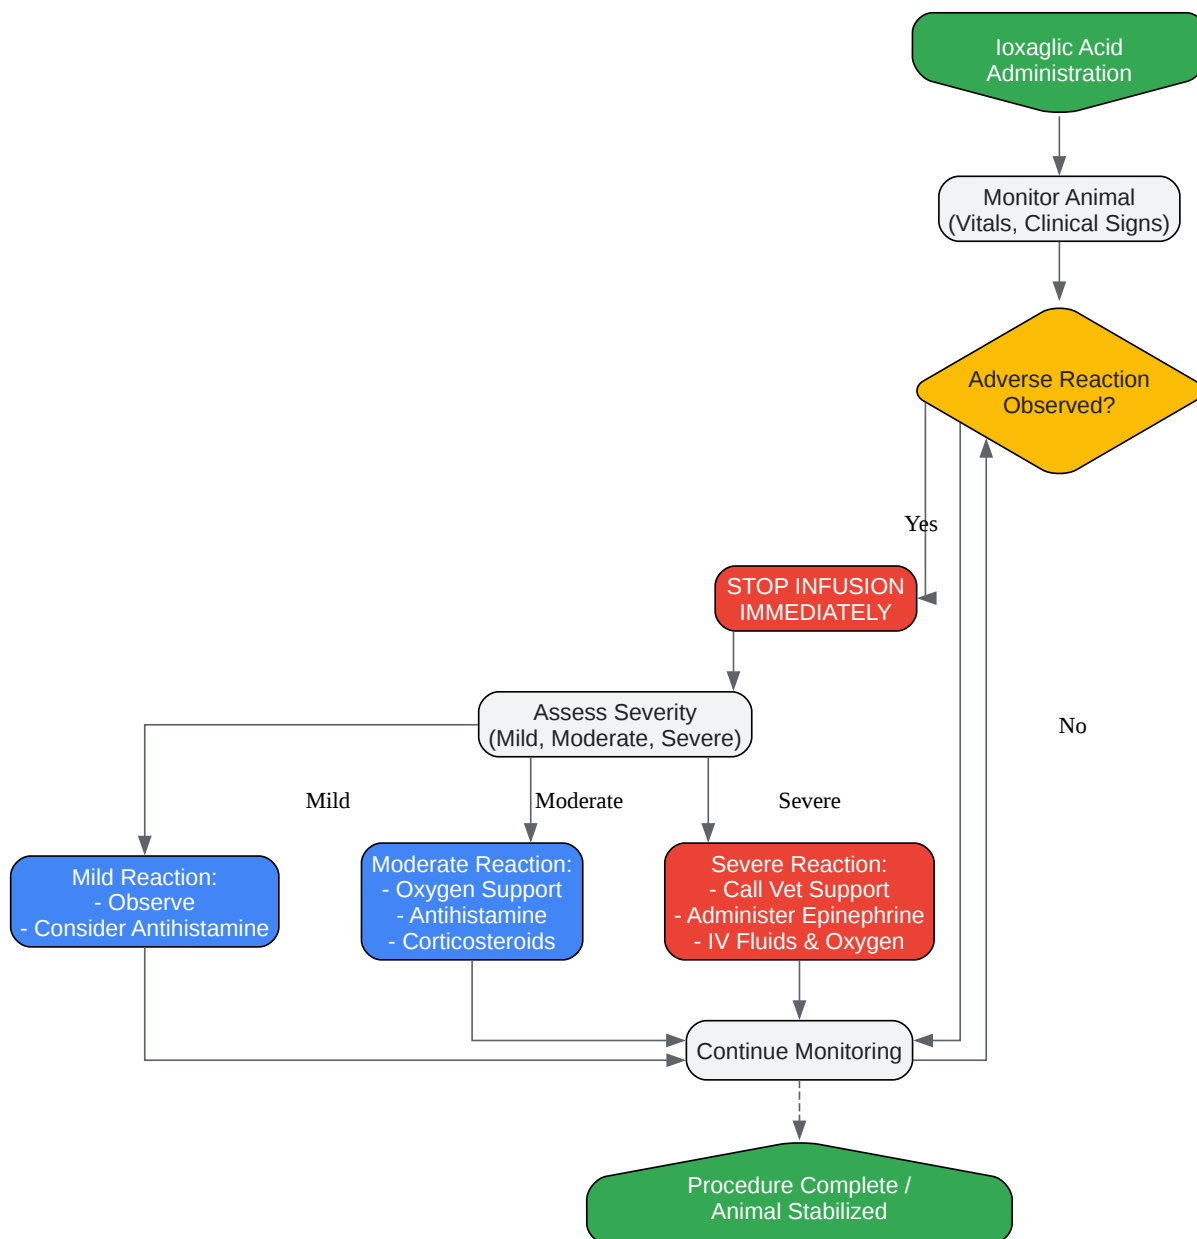 Ioxaglic Acid
Administration
Monitor Animal
(Vitals, Clinical Signs)
Adverse Reaction
Observed?
Yes
STOP INFUSION
IMMEDIATELY
Assess Severity
(Mild, Moderate, Severe)
No
Mild
Moderate
Severe
Mild Reaction:
- Observe
- Consider Antihistamine
Moderate Reaction:
- Oxygen Support
- Antihistamine
- Corticosteroids
Severe Reaction:
- Call Vet Support
- Administer Epinephrine
- IV Fluids & Oxygen
Continue Monitoring
Procedure Complete /
Animal Stabilized